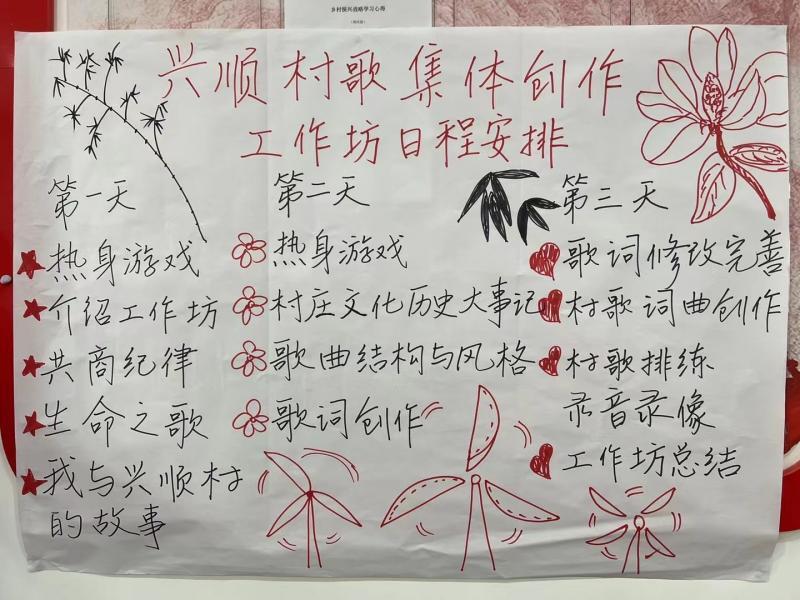 乡村振兴战略学习心得
兴顺村歌集体创作
工作坊日程安排
第一天
热身游戏
介绍工作坊
共商纪律
生命之歌
我与兴顺村
的故事
第二天
热身游戏
村庄文化历史大事记
歌曲结构与风格
歌词创作
第三天
歌词修改完善
村歌词曲创作
村歌排练
录音录像
工作坊总结